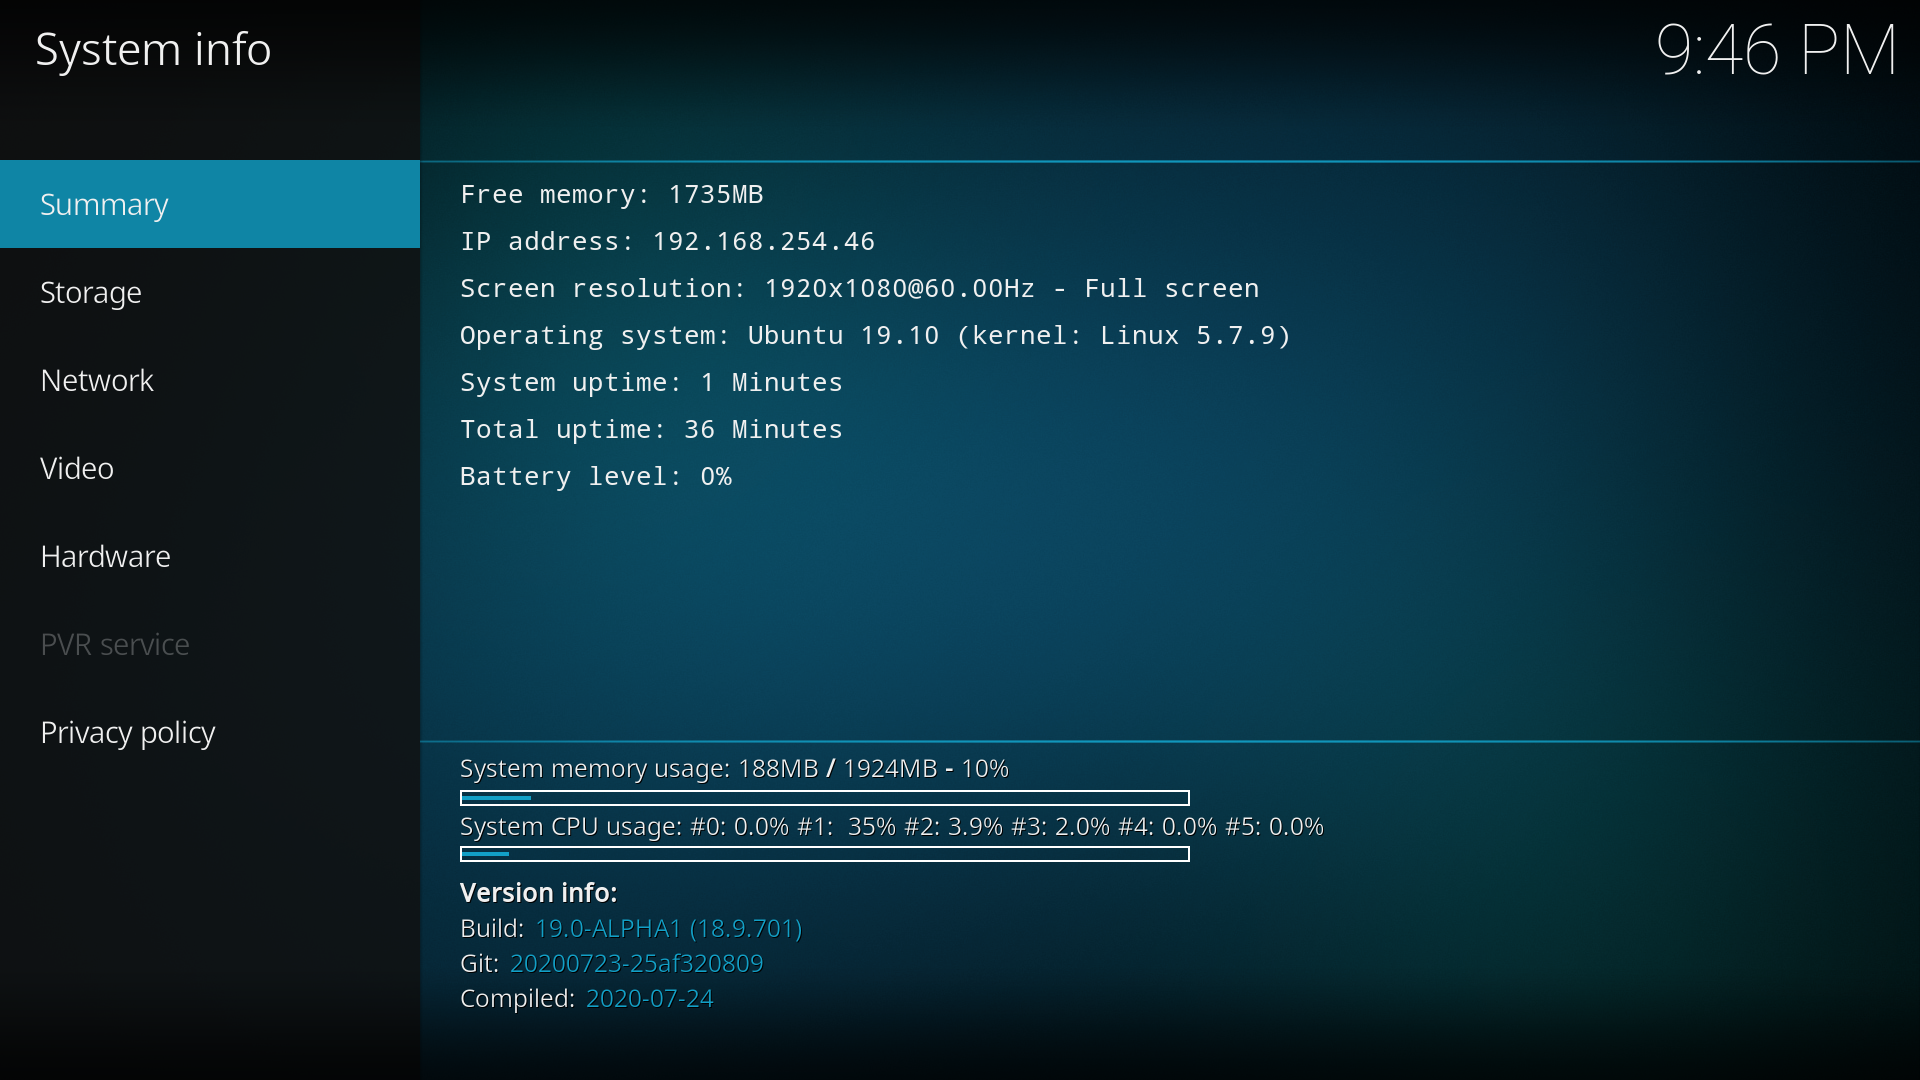 System info
9:46 PM
Summary
Storage
Network
Video
Hardware
PVR service
Privacy policy
Free memory: 1735MB
IP address: 192.168.254.46
Screen resolution: 1920x1080@60.00Hz - Full screen
Operating system: Ubuntu 19.10 (kernel: Linux 5.7.9)
System uptime: 1 Minutes
Total uptime: 36 Minutes
Battery level: 0%
System memory usage: 188MB / 1924MB - 10%
System CPU usage: #0: 0.0% #1:  35% #2: 3.9% #3: 2.0% #4: 0.0% #5: 0.0%
Version info:
Build: 19.0-ALPHA1 (18.9.701)
Git: 20200723-25af320809
Compiled: 2020-07-24